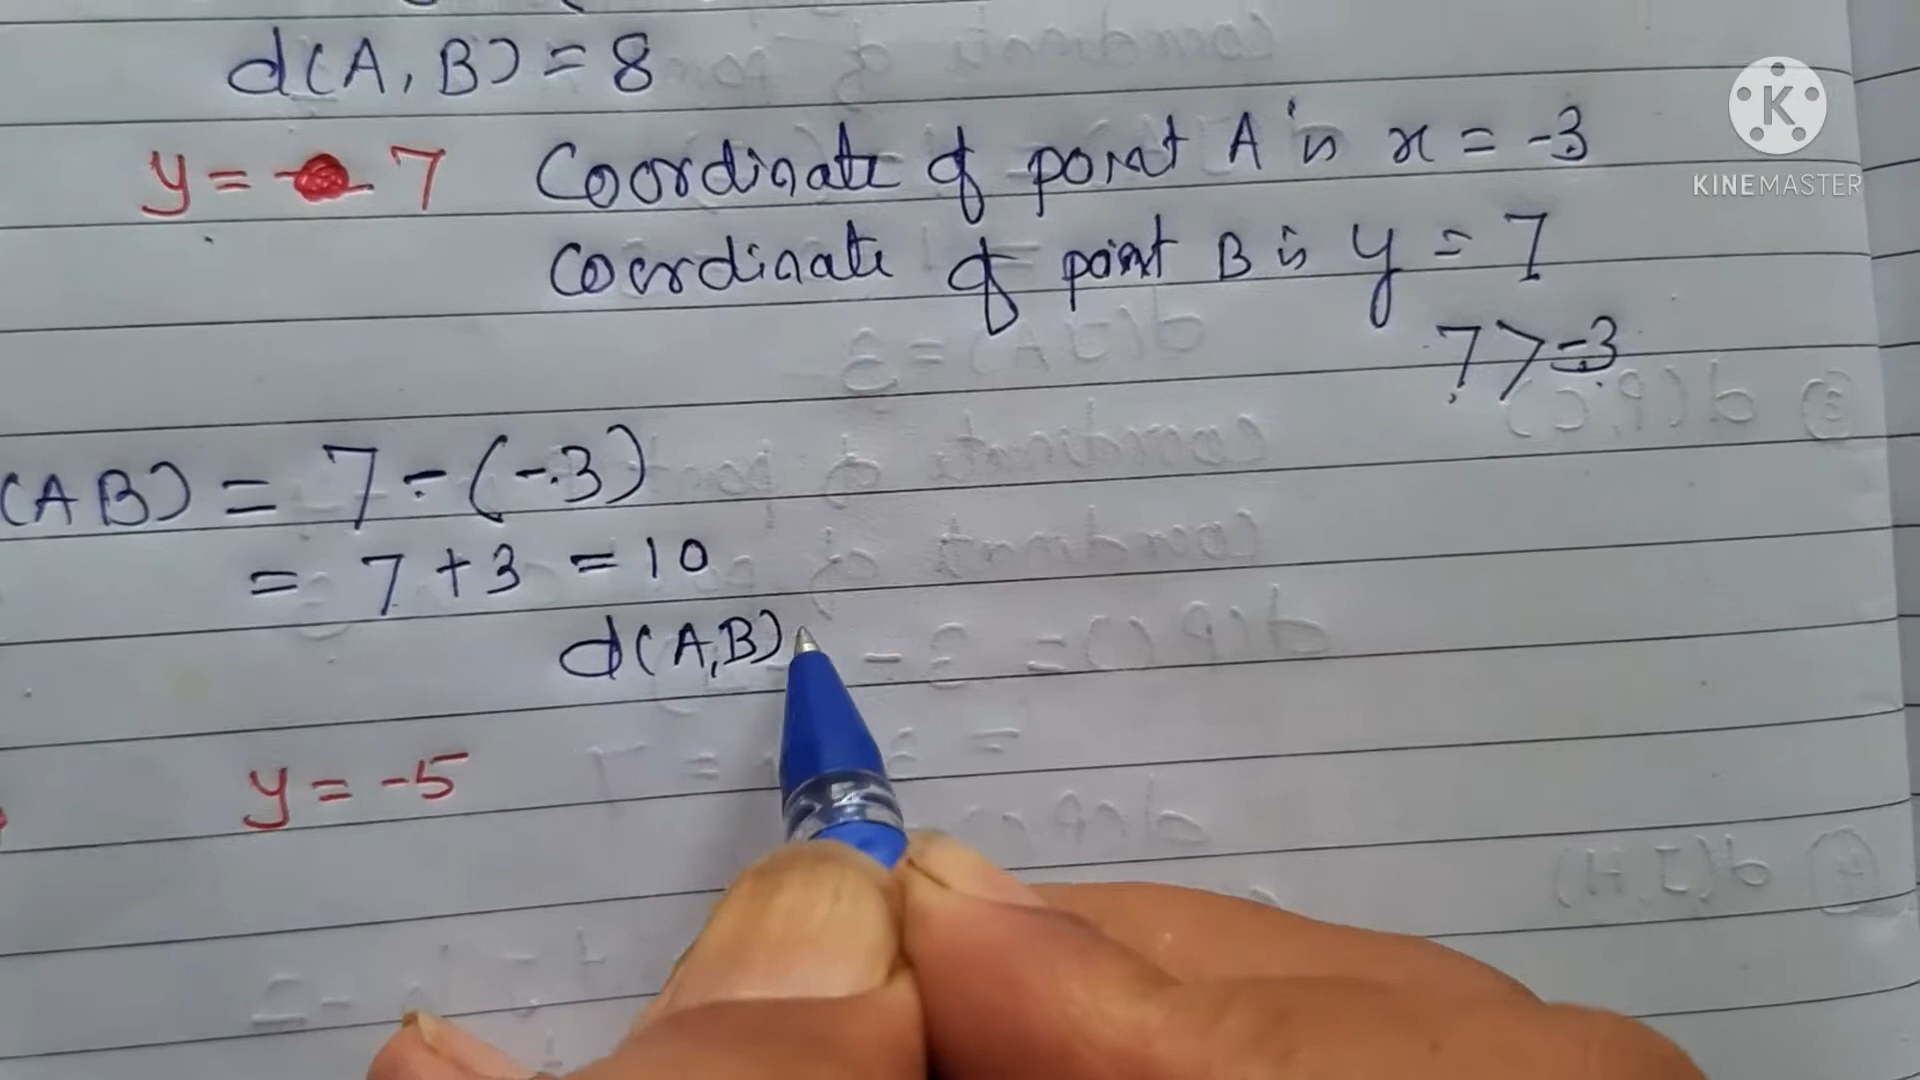 d(A, B) = 8
y = 7 Coordinate of point A is x = -3
KINEMASTER
Coordinate of point B is y = 7
7 > -3
(AB) = 7 - (-3)
= 7 + 3 = 10
d(A,B)
y = -5